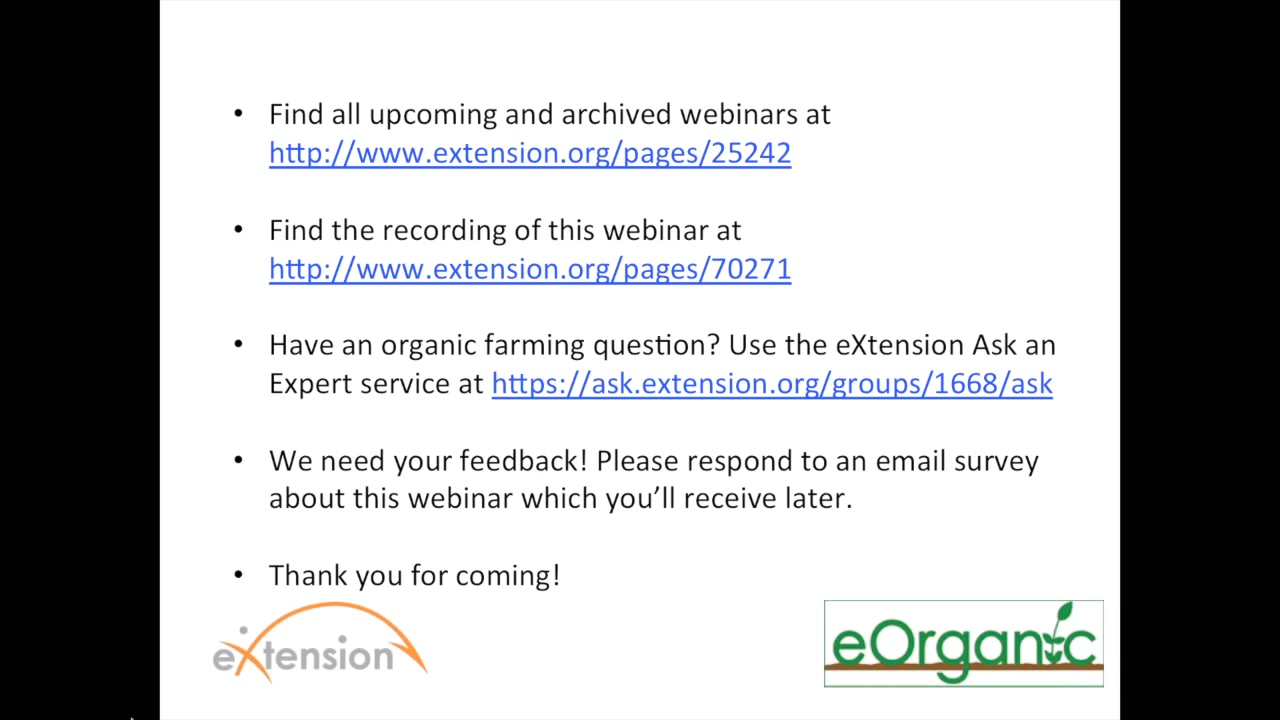 • Find all upcoming and archived webinars at
http://www.extension.org/pages/25242
• Find the recording of this webinar at
http://www.extension.org/pages/70271
• Have an organic farming question? Use the eXtension Ask an
Expert service at https://ask.extension.org/groups/1668/ask
• We need your feedback! Please respond to an email survey
about this webinar which you’ll receive later.
• Thank you for coming!
eXtension
eOrganic